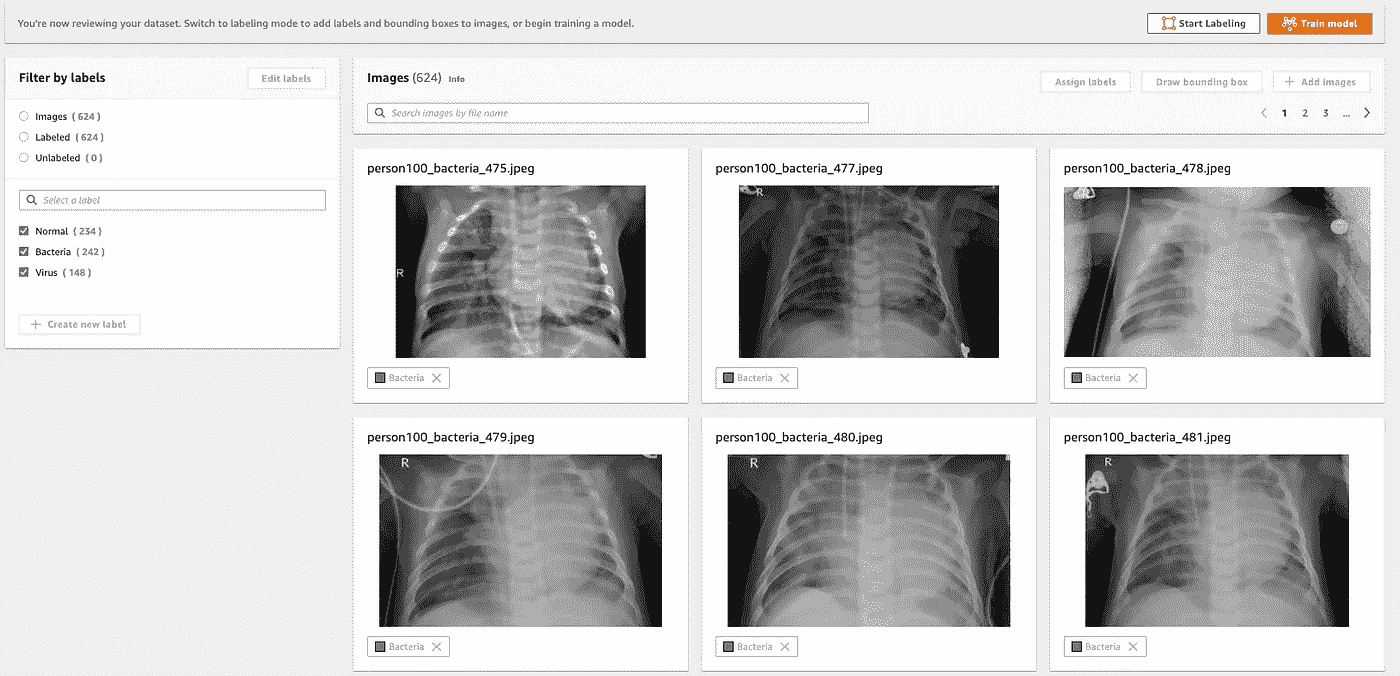 You're now reviewing your dataset. Switch to labeling mode to add labels and bounding boxes to images, or begin training a model.
Start Labeling
Train model
Filter by labels
Edit labels
Images (624)
Labeled (624)
Unlabeled (0)
Select a label
Normal (234)
Bacteria (242)
Virus (148)
+ Create new label
Images (624) Info
Assign labels
Draw bounding box
+ Add images
Search images by file name
< 1 2 3 ... >
person100_bacteria_475.jpeg
R
Bacteria X
person100_bacteria_477.jpeg
R
Bacteria X
person100_bacteria_478.jpeg
Bacteria X
person100_bacteria_479.jpeg
R
Bacteria X
person100_bacteria_480.jpeg
R
Bacteria X
person100_bacteria_481.jpeg
R
Bacteria X